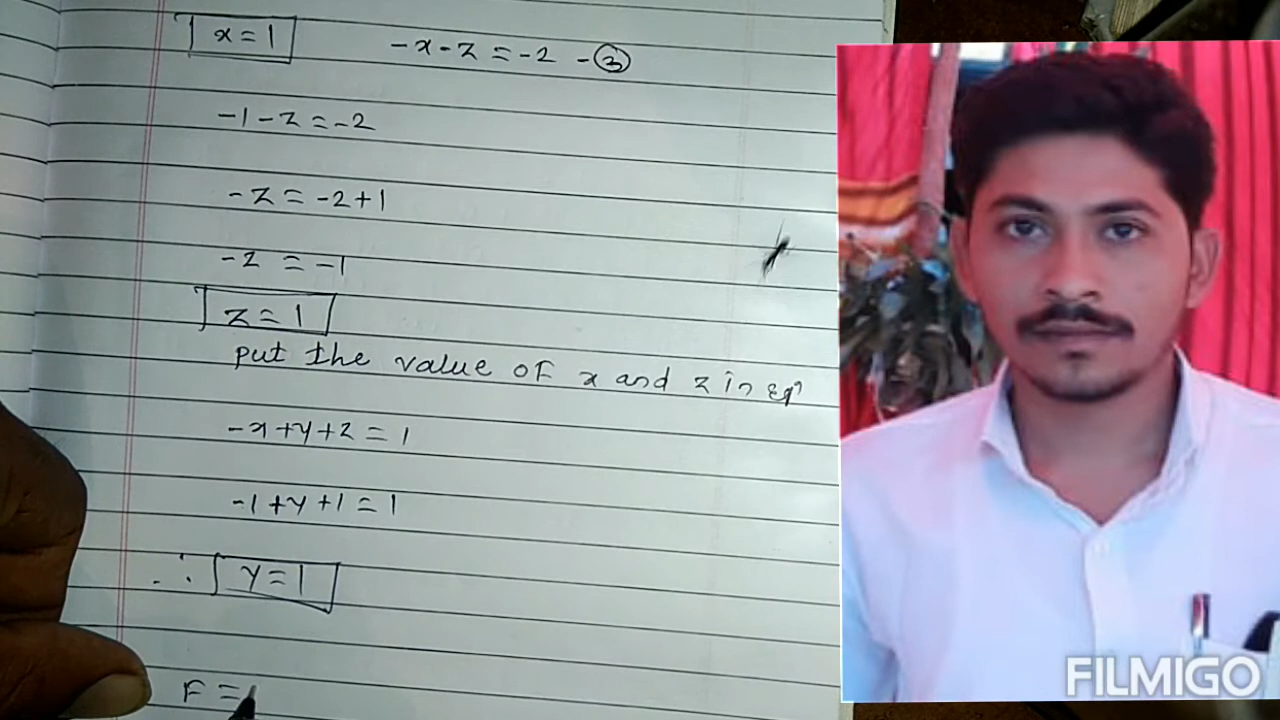 x = 1
-x - z = -2 - ③
-1 - z = -2
-z = -2 + 1
-z = -1
z = 1
put the value of x and z in Eqn
-x + y + z = 1
-1 + y + 1 = 1
∴ y = 1
F =
FILMIGO